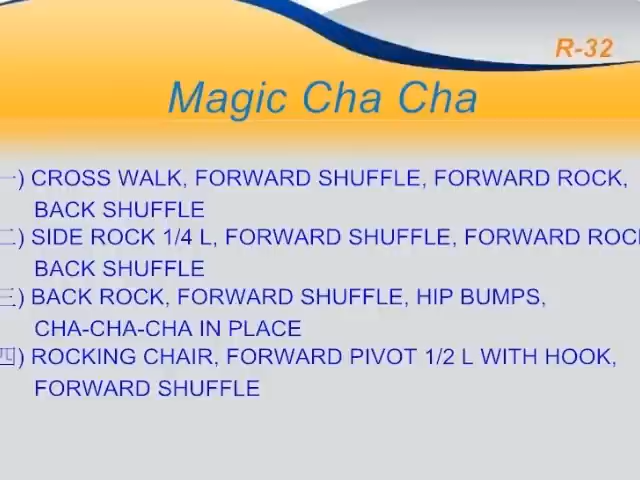 R-32
Magic Cha Cha
一) CROSS WALK, FORWARD SHUFFLE, FORWARD ROCK,
BACK SHUFFLE
二) SIDE ROCK 1/4 L, FORWARD SHUFFLE, FORWARD ROC
BACK SHUFFLE
三) BACK ROCK, FORWARD SHUFFLE, HIP BUMPS,
CHA-CHA-CHA IN PLACE
四) ROCKING CHAIR, FORWARD PIVOT 1/2 L WITH HOOK,
FORWARD SHUFFLE